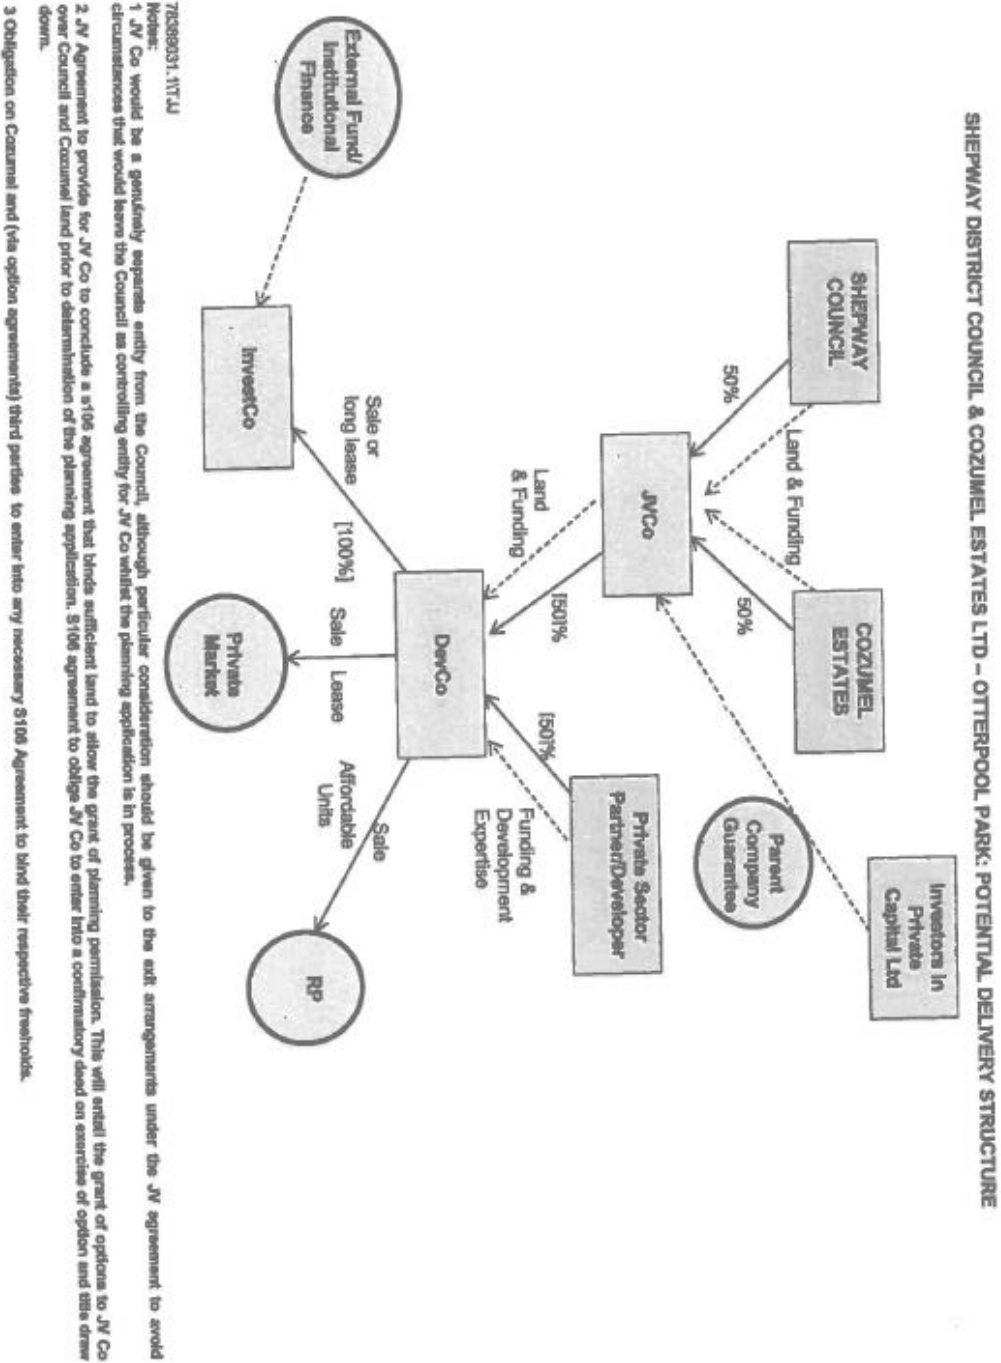 SHEPWAY DISTRICT COUNCIL & COZUMEL ESTATES LTD – OTTERPOOL PARK: POTENTIAL DELIVERY STRUCTURE
SHEPWAY
COUNCIL
COZUMEL
ESTATES
Investors in
Private
Capital Ltd
50%
Land & Funding
50%
Parent
Company
Guarantee
JVCo
Private Sector
Partner/Developer
Land
& Funding
[50]%
[50]%
Funding &
Development
Expertise
DevCo
Sale or
long lease
[100%]
Sale
Lease
Affordable
Units
Sale
External Fund/
Institutional
Finance
InvestCo
Private
Market
RP
78389031.1\TJJ
Notes:
1 JV Co would be a genuinely separate entity from the Council, although particular consideration should be given to the exit arrangements under the JV agreement to avoid
circumstances that would leave the Council as controlling entity for JV Co whilst the planning application is in process.
2 JV Agreement to provide for JV Co to conclude a s106 agreement that binds sufficient land to allow the grant of planning permission. This will entail the grant of options to JV Co
over Council and Cozumel land prior to determination of the planning application. S106 agreement to oblige JV Co to enter into a confirmatory deed on exercise of option and title draw
down.
3 Obligation on Cozumel and (via option agreements) third parties to enter into any necessary S106 Agreement to bind their respective freeholds.